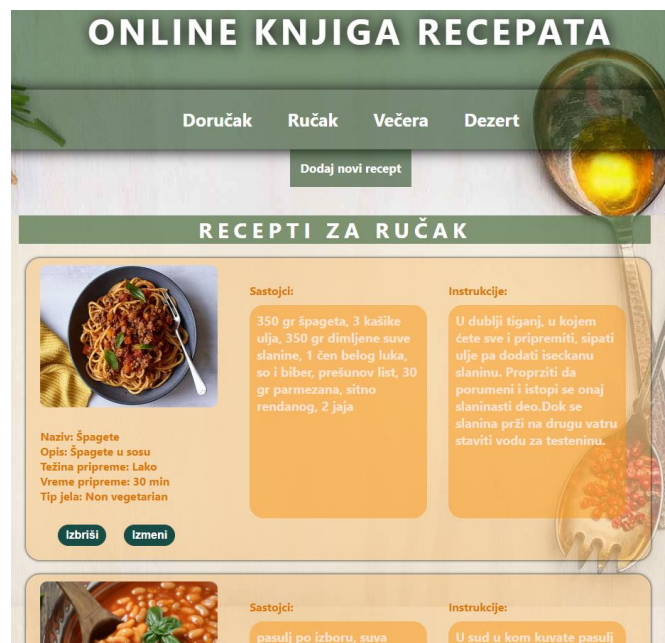 ONLINE KNJIGA RECEPATA
Doručak Ručak Večera Dezert
Dodaj novi recept
RECEPTI ZA RUČAK
Sastojci:
350 gr špageta, 3 kašike
ulja, 350 gr dimljene suve
slanine, 1 čen belog luka,
so i biber, prešunov list, 30
gr parmezana, sitno
rendanog, 2 jaja
Instrukcije:
U dublji tiganj, u kojem
ćete sve i pripremiti, sipati
ulje pa dodati iseckanu
slaninu. Proprziti da
porumeni i istopi se onaj
slaninasti deo.Dok se
slanina prži na drugu vatru
staviti vodu za testeninu.
Naziv: Špagete
Opis: Špagete u sosu
Težina pripreme: Lako
Vreme pripreme: 30 min
Tip jela: Non vegetarian
Izbriši Izmeni
Sastojci:
pasulj po izboru, suva
Instrukcije:
U sud u kom kuvate pasulj